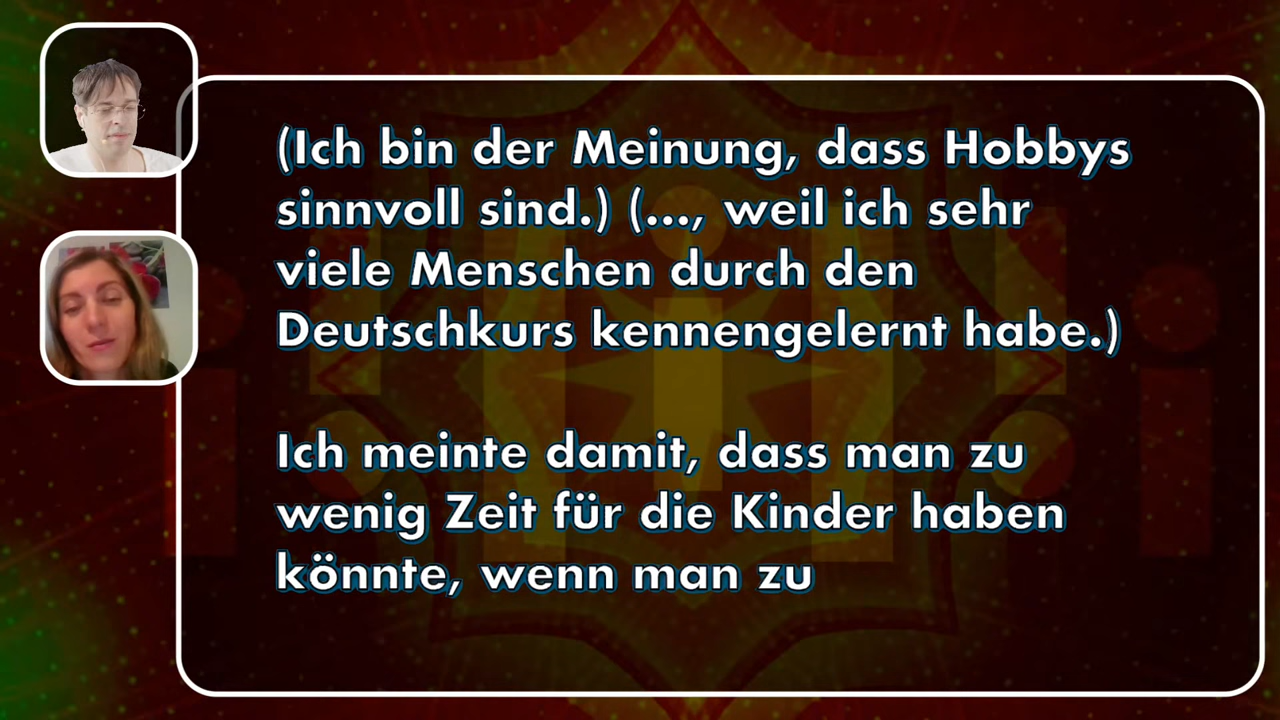 (Ich bin der Meinung, dass Hobbys
sinnvoll sind.) (..., weil ich sehr
viele Menschen durch den
Deutschkurs kennengelernt habe.)
Ich meinte damit, dass man zu
wenig Zeit für die Kinder haben
könnte, wenn man zu